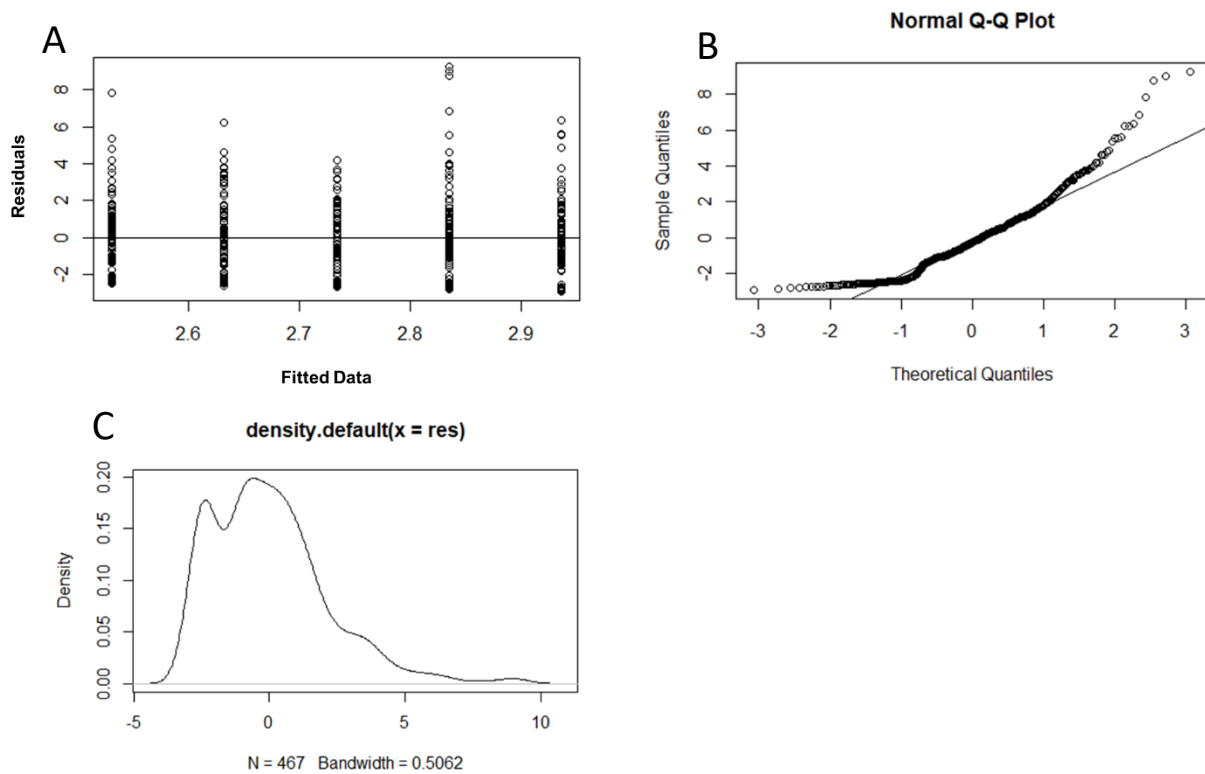 A
8
6
4
2
0
-2
Residuals
2.6 2.7 2.8 2.9
Fitted Data
B
Normal Q-Q Plot
8
6
4
2
0
-2
Sample Quantiles
-3 -2 -1 0 1 2 3
Theoretical Quantiles
C
density.default(x = res)
0.20
0.15
0.10
0.05
0.00
Density
-5 0 5 10
N = 467 Bandwidth = 0.5062